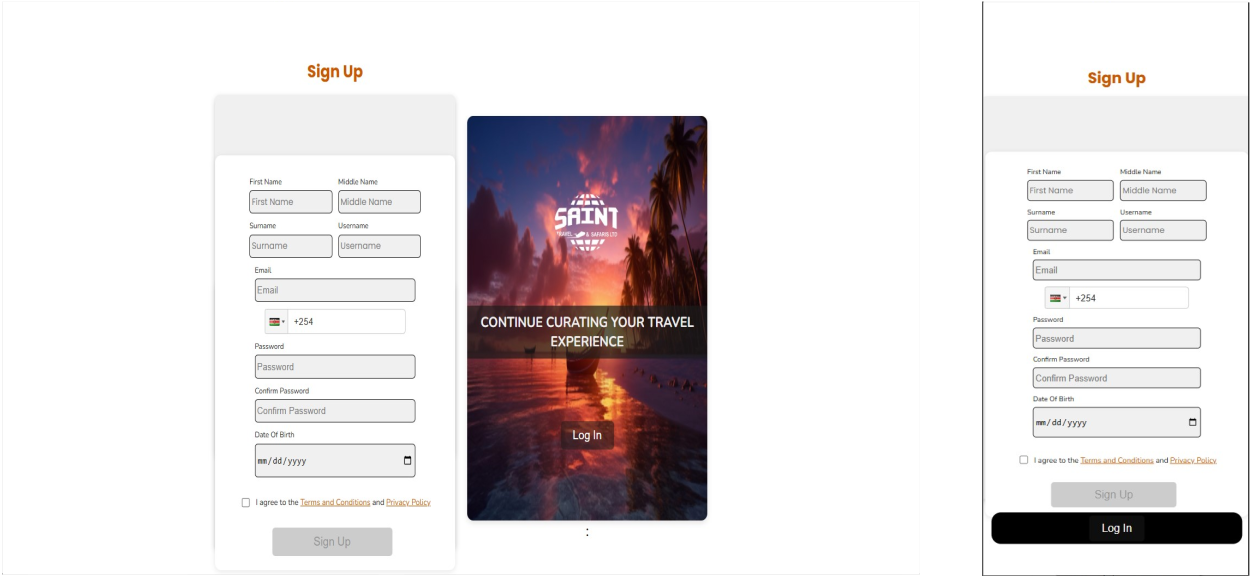 Sign Up
First Name Middle Name
First Name Middle Name
Surname Username
Surname Username
Email
Email
+254
Password
Password
Confirm Password
Confirm Password
Date Of Birth
mm/dd/yyyy
I agree to the Terms and Conditions and Privacy Policy
Sign Up
SAINT
TRAVEL & SAFARIS LTD
CONTINUE CURATING YOUR TRAVEL
EXPERIENCE
Log In
:
Sign Up
First Name Middle Name
First Name Middle Name
Surname Username
Surname Username
Email
Email
+254
Password
Password
Confirm Password
Confirm Password
Date Of Birth
mm/dd/yyyy
I agree to the Terms and Conditions and Privacy Policy
Sign Up
Log In